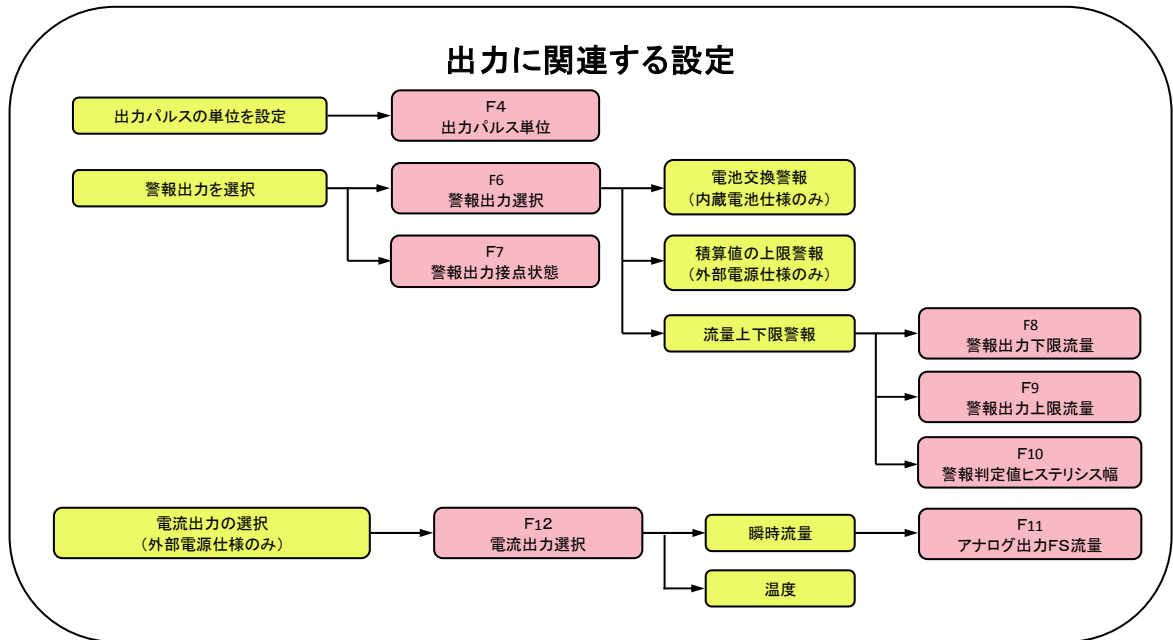 出力に関連する設定
出力パルスの単位を設定
F4
出力パルス単位
警報出力を選択
F6
警報出力選択
電池交換警報
(内蔵電池仕様のみ)
F7
警報出力接点状態
積算値の上限警報
(外部電源仕様のみ)
流量上下限警報
F8
警報出力下限流量
F9
警報出力上限流量
F10
警報判定値ヒステリシス幅
電流出力の選択
(外部電源仕様のみ)
F12
電流出力選択
瞬時流量
F11
アナログ出力FS流量
温度